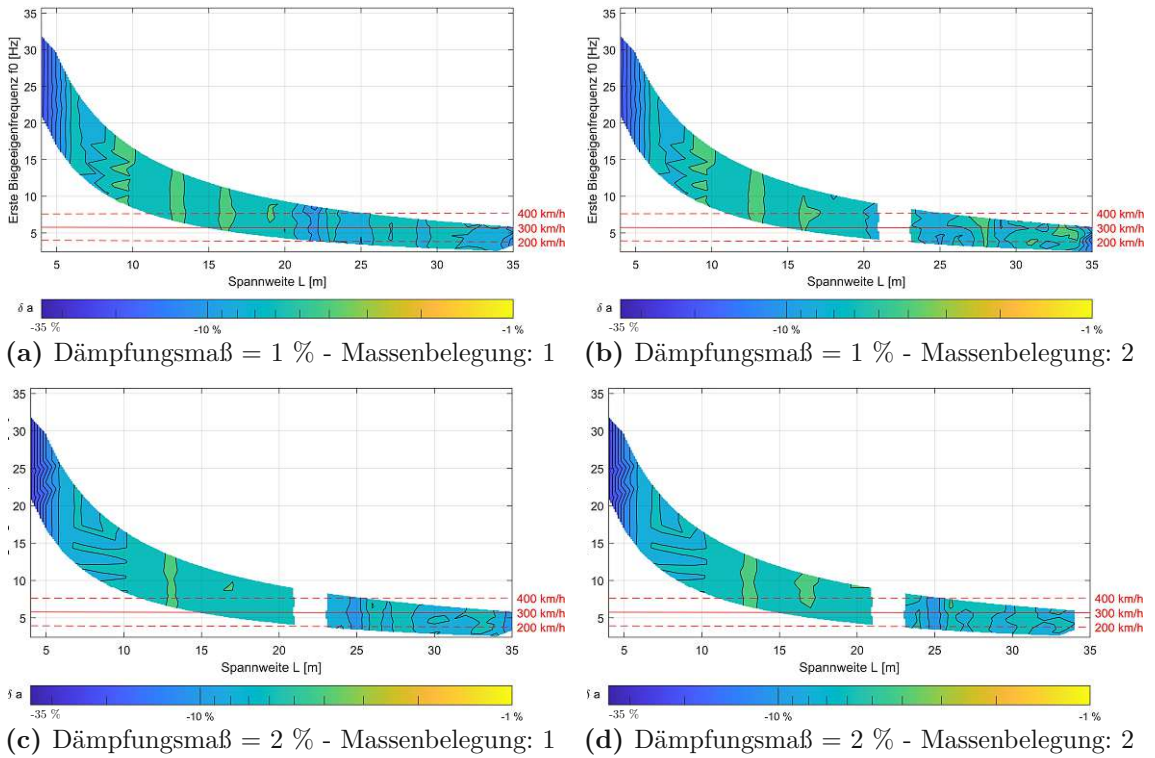 35
30
25
20
15
10
5
Erste Biegeeigenfrequenz f0 [Hz]
400 km/h
300 km/h
200 km/h
5 10 15 20 25 30 35
Spannweite L [m]
δ a
-35 % -10 % -1 %
(a) Dämpfungsmaß = 1 % - Massenbelegung: 1
35
30
25
20
15
10
5
Erste Biegeeigenfrequenz f0 [Hz]
400 km/h
300 km/h
200 km/h
5 10 15 20 25 30 35
Spannweite L [m]
δ a
-35 % -10 % -1 %
(b) Dämpfungsmaß = 1 % - Massenbelegung: 2
35
30
25
20
15
10
5
400 km/h
300 km/h
200 km/h
5 10 15 20 25 30 35
Spannweite L [m]
δ a
-35 % -10 % -1 %
(c) Dämpfungsmaß = 2 % - Massenbelegung: 1
35
30
25
20
15
10
5
400 km/h
300 km/h
200 km/h
5 10 15 20 25 30 35
Spannweite L [m]
δ a
-35 % -10 % -1 %
(d) Dämpfungsmaß = 2 % - Massenbelegung: 2